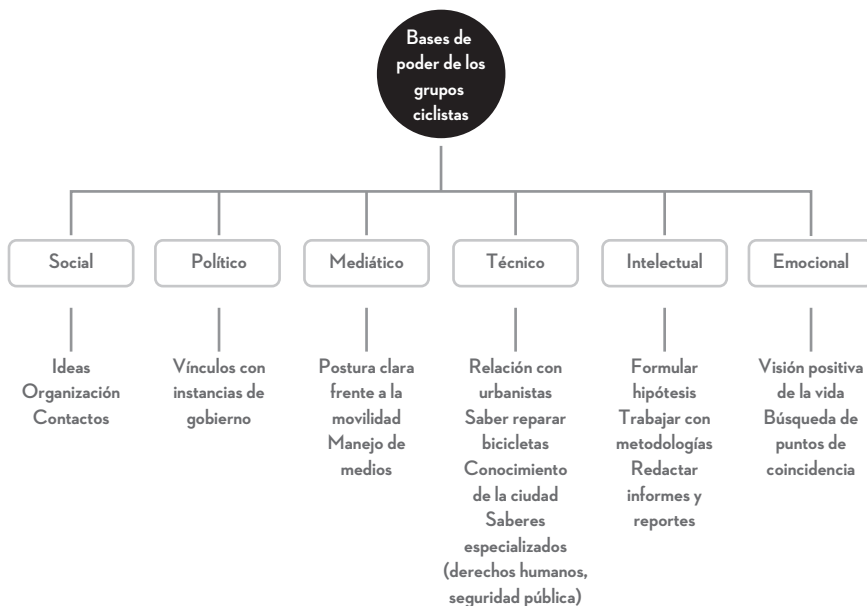 Bases de
poder de los
grupos
ciclistas
Social
Político
Mediático
Técnico
Intelectual
Emocional
Ideas
Organización
Contactos
Vínculos con
instancias de
gobierno
Postura clara
frente a la
movilidad
Manejo de
medios
Relación con
urbanistas
Saber reparar
bicicletas
Conocimiento
de la ciudad
Saberes
especializados
(derechos humanos,
seguridad pública)
Formular
hipótesis
Trabajar con
metodologías
Redactar
informes y
reportes
Visión positiva
de la vida
Búsqueda de
puntos de
coincidencia